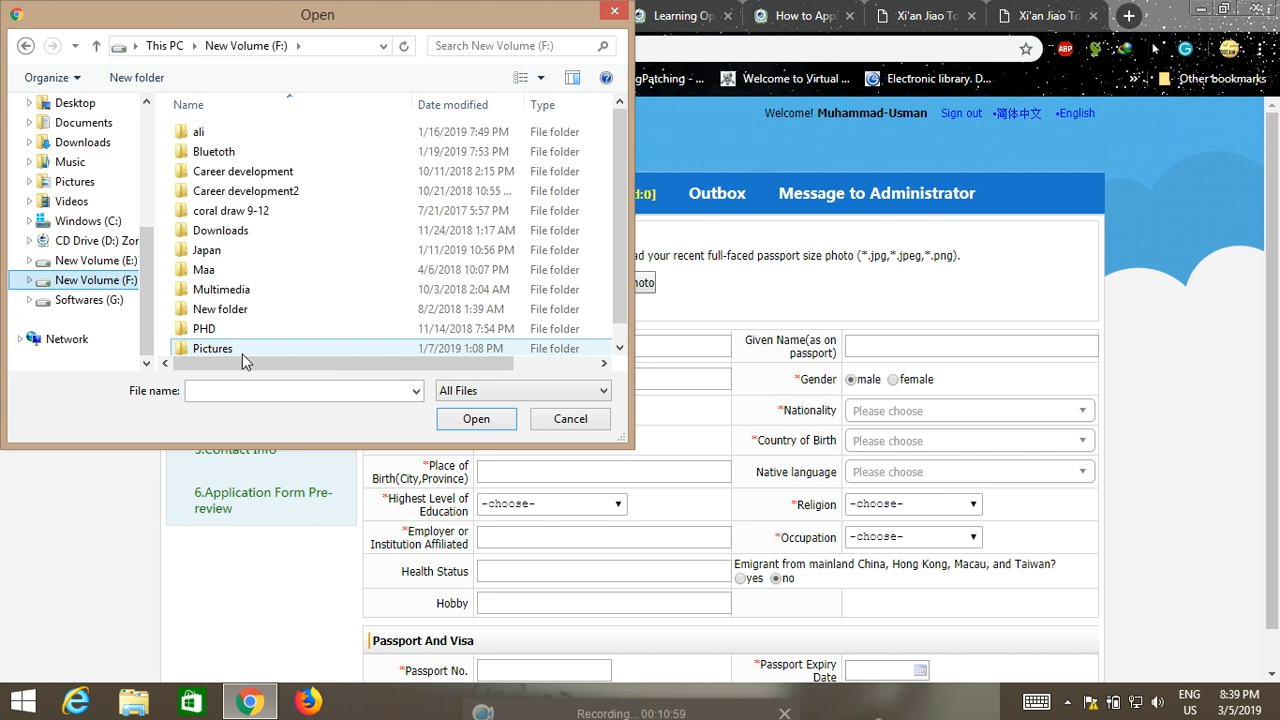 Open
This PC
New Volume (F:)
Search New Volume (F:)
Organize
New folder
Desktop
Documents
Downloads
Music
Pictures
Videos
Windows (C:)
CD Drive (D:) Zor
New Volume (E:)
New Volume (F:)
Softwares (G:)
Network
Name Date modified Type
ali 1/16/2019 7:49 PM File folder
Bluetoth 1/19/2019 7:53 PM File folder
Career development 10/11/2018 2:15 PM File folder
Career development2 10/21/2018 10:55 ... File folder
coral draw 9-12 7/21/2017 5:57 PM File folder
Downloads 11/24/2018 1:17 AM File folder
Japan 1/11/2019 10:56 PM File folder
Maa 4/6/2018 10:07 PM File folder
Multimedia 10/3/2018 2:04 AM File folder
New folder 8/2/2018 1:39 AM File folder
PHD 11/14/2018 7:54 PM File folder
Pictures 1/7/2019 1:08 PM File folder
File name:
All Files
Open
Cancel
Learning Op
How to Appl
Xi'an Jiao To
Xi'an Jiao To
ABP
gPatching - ...
Welcome to Virtual ...
Electronic library. D...
Other bookmarks
Welcome! Muhammad-Usman Sign out •简体中文 •English
d:0] Outbox Message to Administrator
ad your recent full-faced passport size photo (*.jpg,*.jpeg,*.png).
hoto
Given Name(as on
passport)
*Gender male female
*Nationality Please choose
*Country of Birth Please choose
*Place of
Birth(City,Province)
Native language Please choose
*Highest Level of
Education
-choose-
*Religion -choose-
*Employer or
Institution Affiliated
*Occupation -choose-
Health Status
Emigrant from mainland China, Hong Kong, Macau, and Taiwan?
yes no
Hobby
Passport And Visa
*Passport No.
*Passport Expiry
Date
5.Contact Info
6.Application Form Pre-
review
Recording... 00:10:59
ENG
US
8:39 PM
3/5/2019